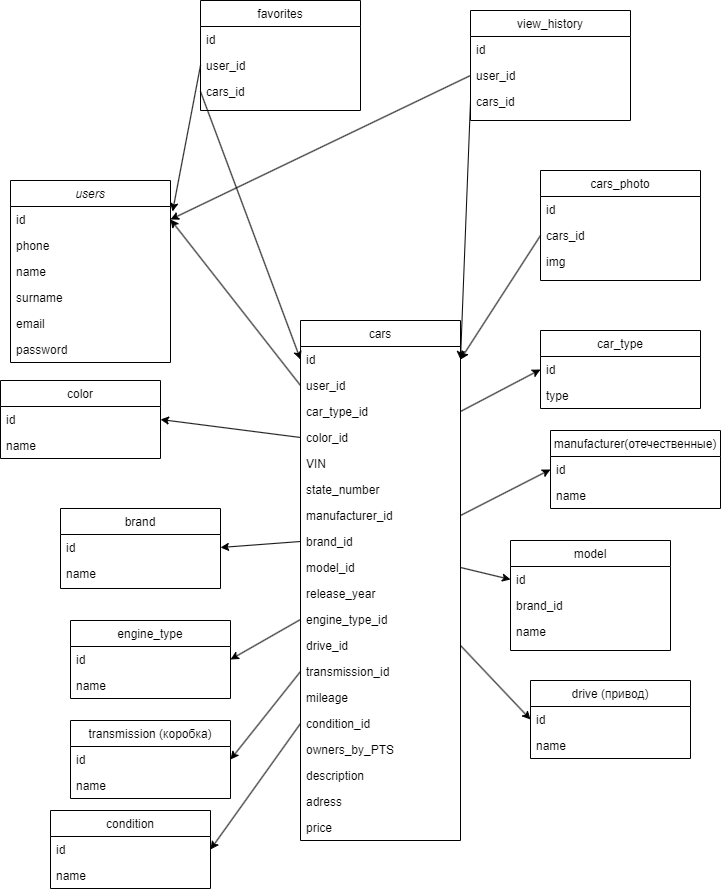 favorites
id
user_id
cars_id
view_history
id
user_id
cars_id
users
id
phone
name
surname
email
password
cars_photo
id
cars_id
img
cars
id
user_id
car_type_id
color_id
VIN
state_number
manufacturer_id
brand_id
model_id
release_year
engine_type_id
drive_id
transmission_id
mileage
condition_id
owners_by_PTS
description
adress
price
car_type
id
type
color
id
name
manufacturer(отечественные)
id
name
brand
id
name
model
id
brand_id
name
engine_type
id
name
drive (привод)
id
name
transmission (коробка)
id
name
condition
id
name